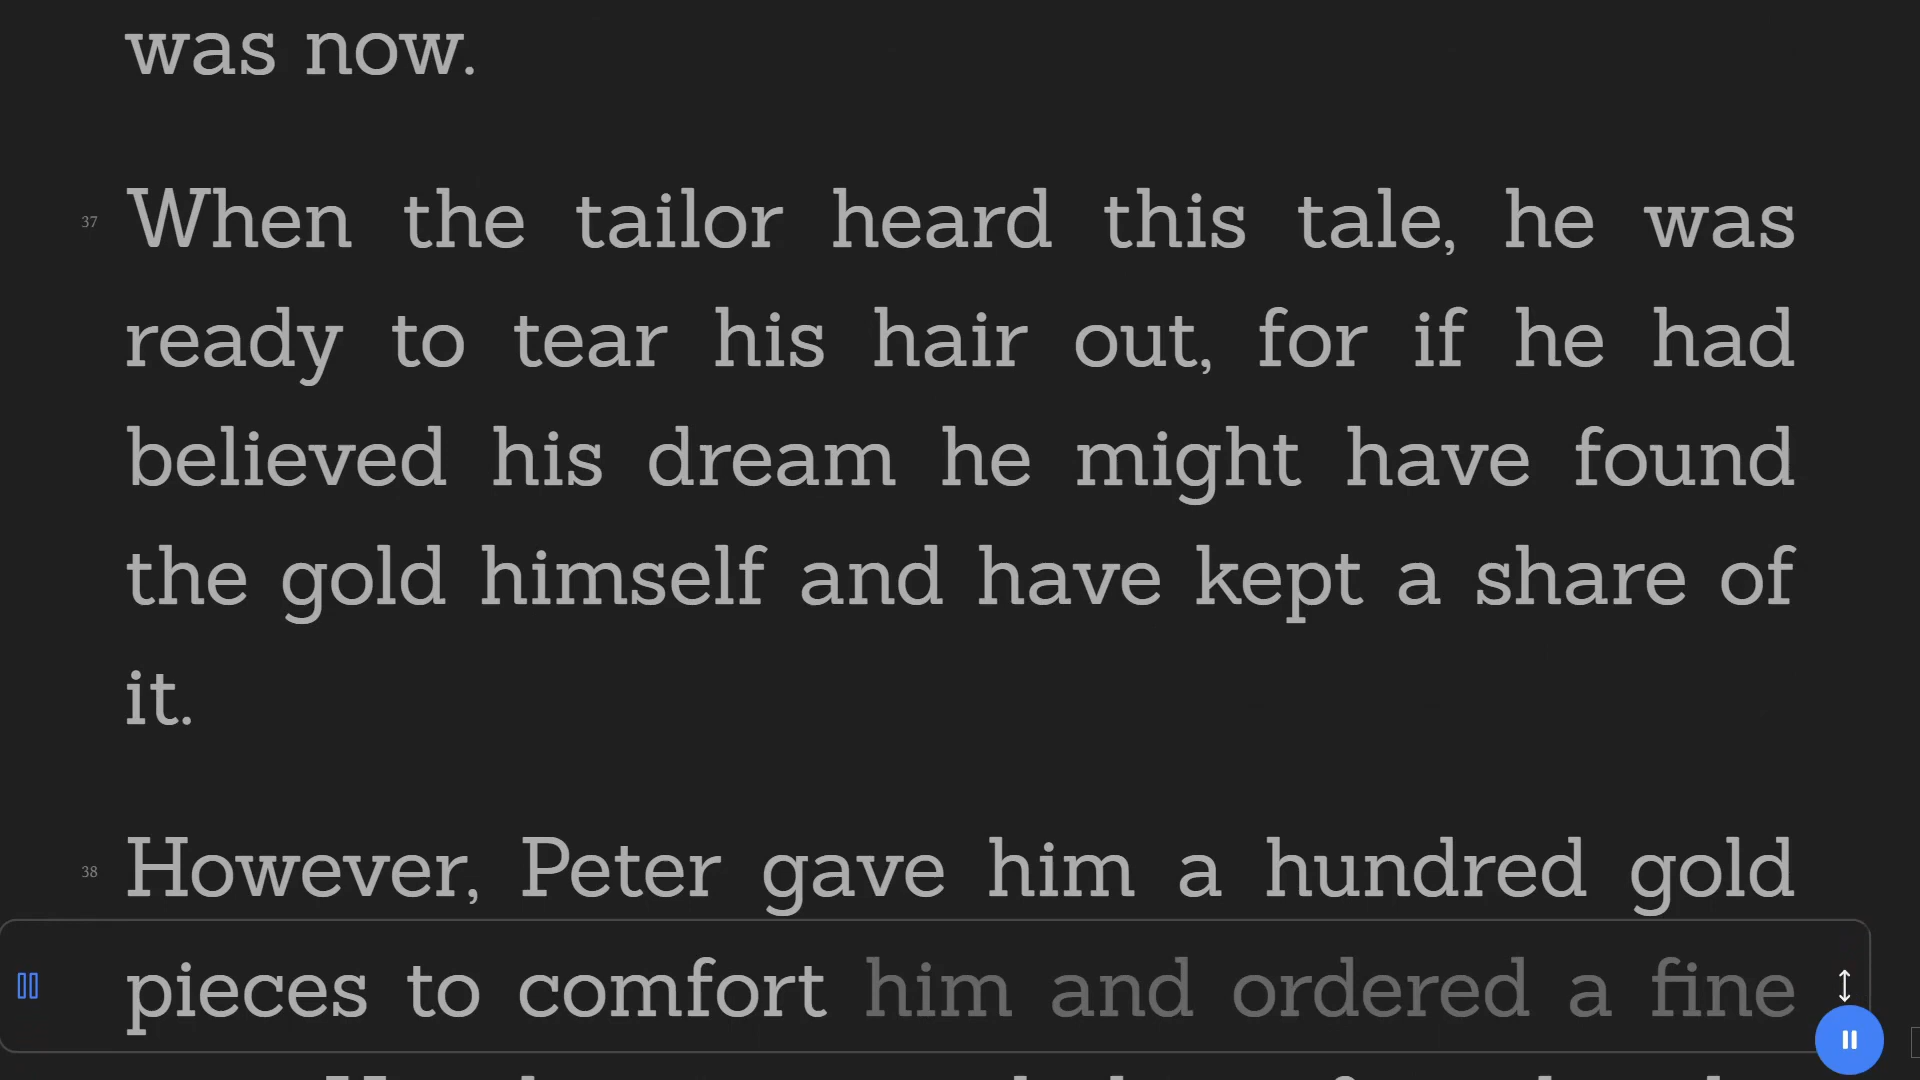 was now.
37 When the tailor heard this tale, he was
ready to tear his hair out, for if he had
believed his dream he might have found
the gold himself and have kept a share of
it.
38 However, Peter gave him a hundred gold
pieces to comfort him and ordered a fine